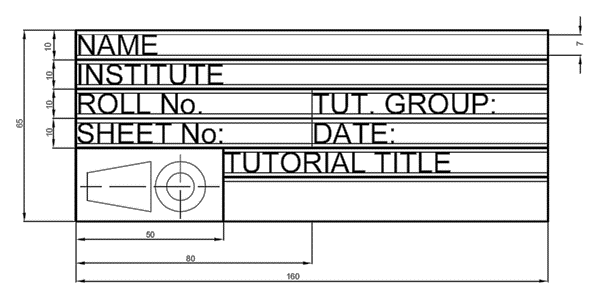 NAME
INSTITUTE
ROLL No. TUT. GROUP:
SHEET No: DATE:
TUTORIAL TITLE
10
10
10
10
65
7
50
80
160